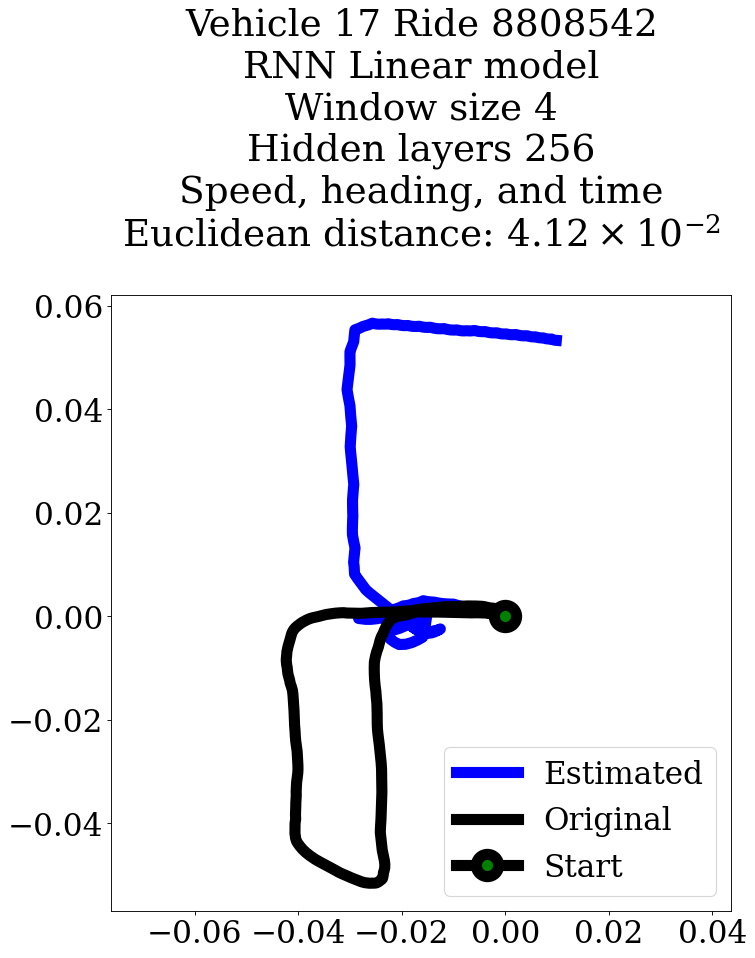 Vehicle 17 Ride 8808542
RNN Linear model
Window size 4
Hidden layers 256
Speed, heading, and time
Euclidean distance: 4.12 × 10⁻²
0.06
0.04
0.02
0.00
−0.02
−0.04
Estimated
Original
Start
−0.06 −0.04 −0.02 0.00 0.02 0.04